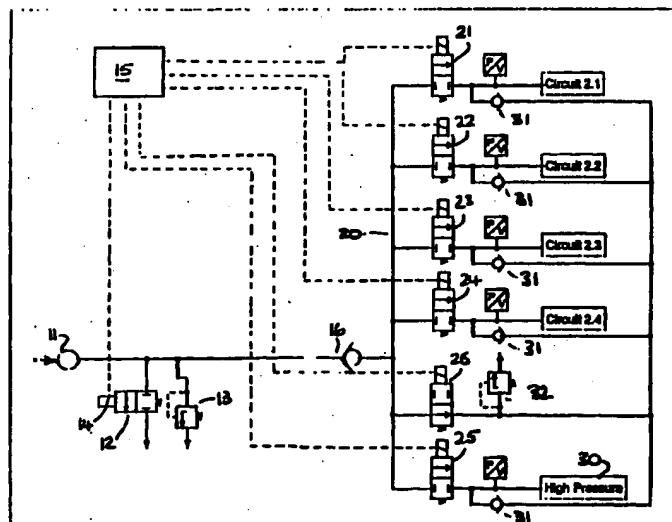 15
21
P/V
Circuit 2.1
31
22
P/V
Circuit 2.2
31
23
P/V
Circuit 2.3
20
31
24
P/V
Circuit 2.4
11
16
31
26
13
32
14
12
25
P/V
30
High Pressure
31